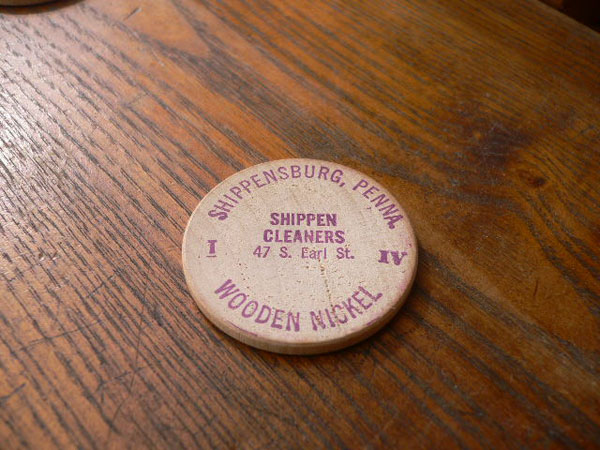 SHIPPENSBURG, PENNA.
SHIPPEN
CLEANERS
47 S. Earl St.
I
IV
WOODEN NICKEL